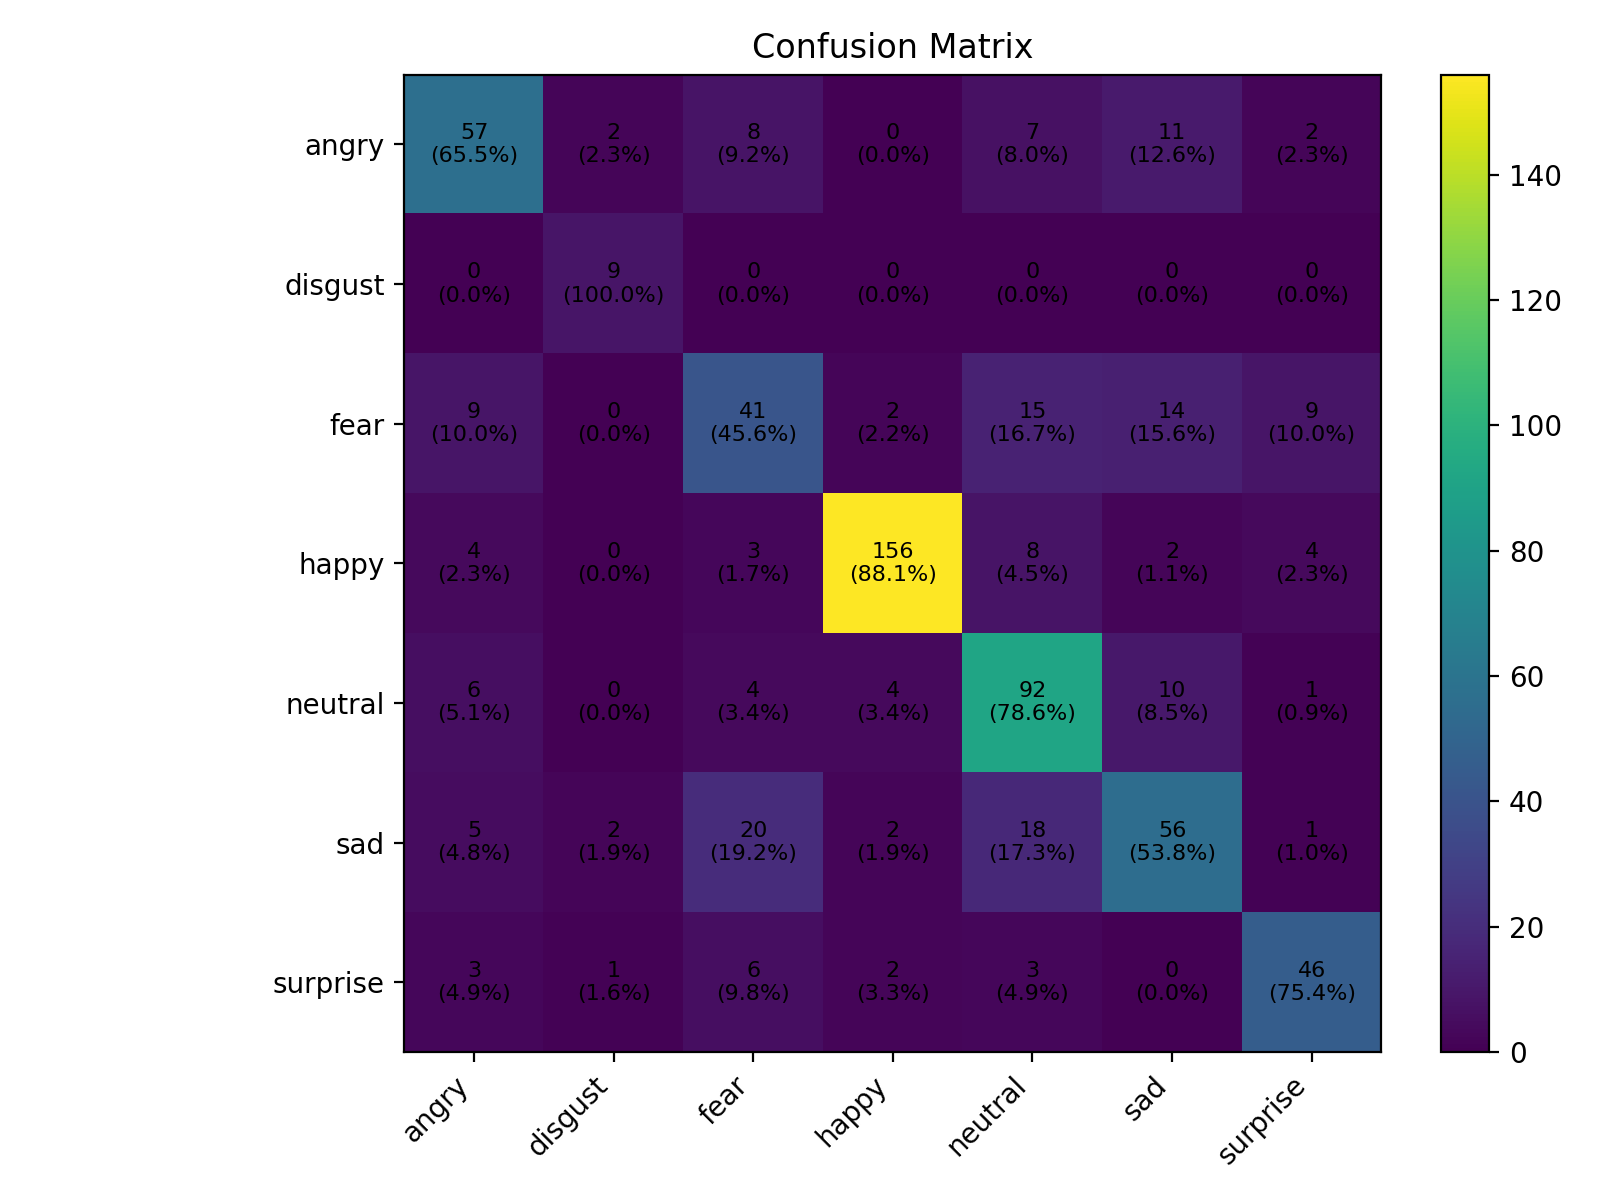 Confusion Matrix
angry 57 2 8 0 7 11 2
(65.5%) (2.3%) (9.2%) (0.0%) (8.0%) (12.6%) (2.3%)
disgust 0 9 0 0 0 0 0
(0.0%) (100.0%) (0.0%) (0.0%) (0.0%) (0.0%) (0.0%)
fear 9 0 41 2 15 14 9
(10.0%) (0.0%) (45.6%) (2.2%) (16.7%) (15.6%) (10.0%)
happy 4 0 3 156 8 2 4
(2.3%) (0.0%) (1.7%) (88.1%) (4.5%) (1.1%) (2.3%)
neutral 6 0 4 4 92 10 1
(5.1%) (0.0%) (3.4%) (3.4%) (78.6%) (8.5%) (0.9%)
sad 5 2 20 2 18 56 1
(4.8%) (1.9%) (19.2%) (1.9%) (17.3%) (53.8%) (1.0%)
surprise 3 1 6 2 3 0 46
(4.9%) (1.6%) (9.8%) (3.3%) (4.9%) (0.0%) (75.4%)
angry disgust fear happy neutral sad surprise
140
120
100
80
60
40
20
0